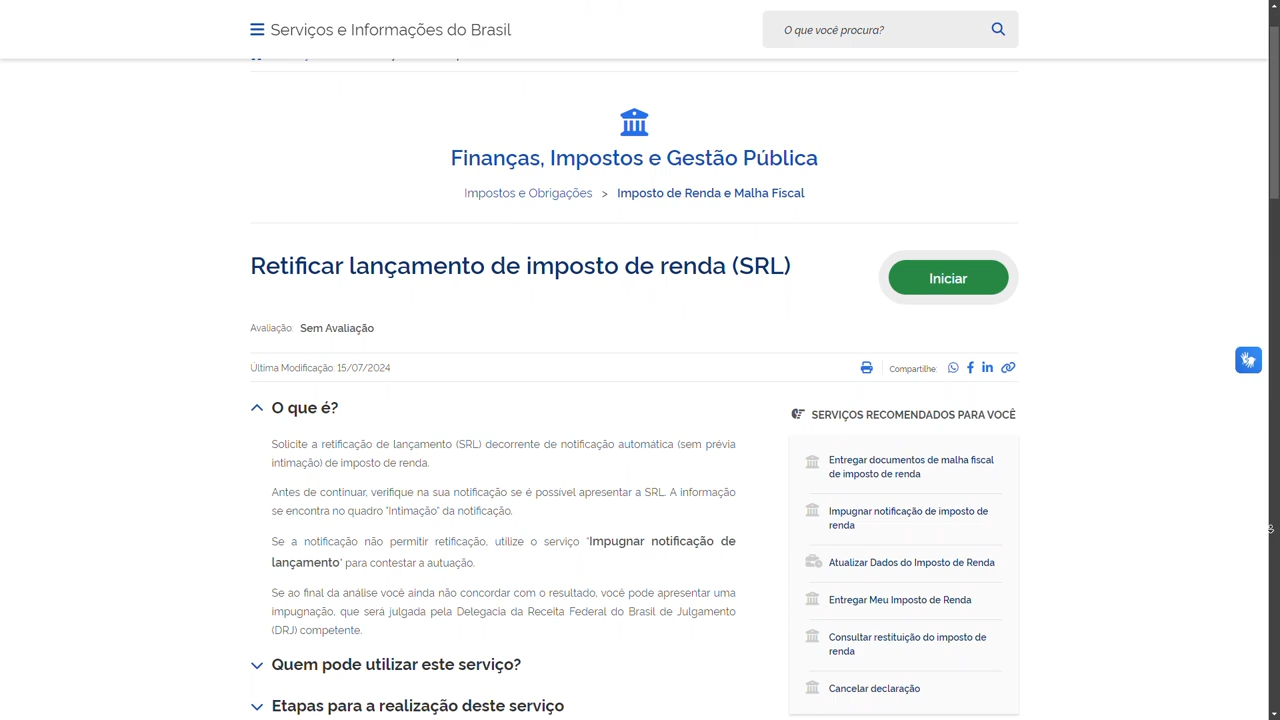 Serviços e Informações do Brasil
O que você procura?
Finanças, Impostos e Gestão Pública
Impostos e Obrigações > Imposto de Renda e Malha Fiscal
Retificar lançamento de imposto de renda (SRL)
Iniciar
Avaliação: Sem Avaliação
Última Modificação: 15/07/2024
Compartilhe:
O que é?
Solicite a retificação de lançamento (SRL) decorrente de notificação automática (sem prévia
intimação) de imposto de renda.
Antes de continuar, verifique na sua notificação se é possível apresentar a SRL. A informação
se encontra no quadro "Intimação" da notificação.
Se a notificação não permitir retificação, utilize o serviço "Impugnar notificação de
lançamento" para contestar a autuação.
Se ao final da análise você ainda não concordar com o resultado, você pode apresentar uma
impugnação, que será julgada pela Delegacia da Receita Federal do Brasil de Julgamento
(DRJ) competente.
Quem pode utilizar este serviço?
Etapas para a realização deste serviço
SERVIÇOS RECOMENDADOS PARA VOCÊ
Entregar documentos de malha fiscal
de imposto de renda
Impugnar notificação de imposto de
renda
Atualizar Dados do Imposto de Renda
Entregar Meu Imposto de Renda
Consultar restituição do imposto de
renda
Cancelar declaração